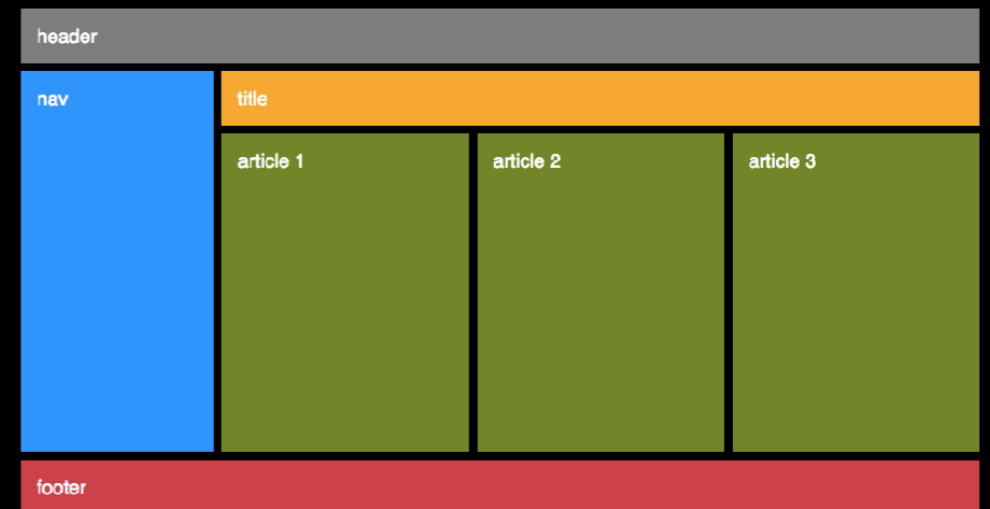 header
nav
title
article 1
article 2
article 3
footer